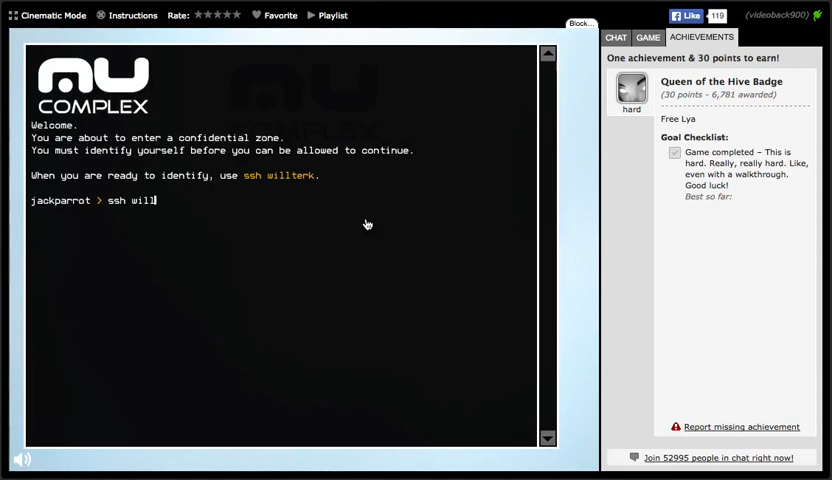 Cinematic Mode
Instructions
Rate:
Favorite
Playlist
Like
119
(videoback900)
Block...
CHAT
GAME
ACHIEVEMENTS
MU
COMPLEX
Welcome.
You are about to enter a confidential zone.
You must identify yourself before you can be allowed to continue.
When you are ready to identify, use ssh willterk.
jackparrot > ssh will
One achievement & 30 points to earn!
hard
Queen of the Hive Badge
(30 points - 6,781 awarded)
Free Lya
Goal Checklist:
Game completed – This is
hard. Really, really hard. Like,
even with a walkthrough.
Good luck!
Best so far:
Report missing achievement
Join 52995 people in chat right now!